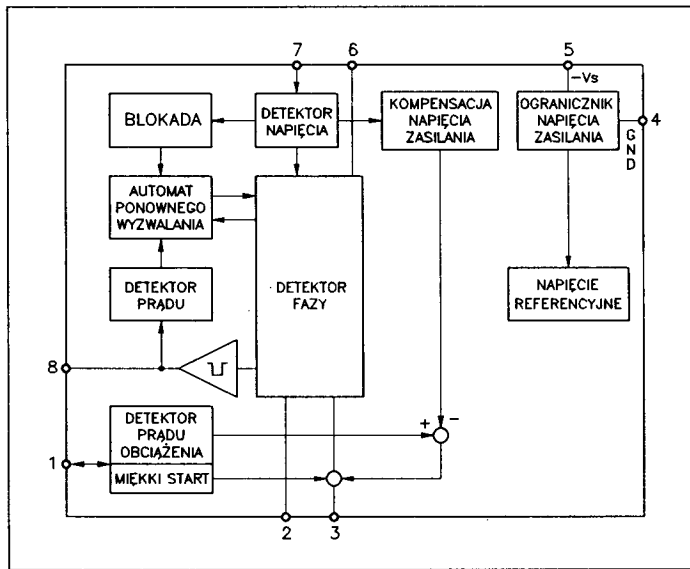 7 6 5
-Vs
BLOKADA
DETEKTOR
NAPIĘCIA
KOMPENSACJA
NAPIĘCIA
ZASILANIA
OGRANICZNIK
NAPIĘCIA
ZASILANIA
4
GND
AUTOMAT
PONOWNEGO
WYZWALANIA
DETEKTOR
FAZY
DETEKTOR
PRĄDU
NAPIĘCIE
REFERENCYJNE
8
DETEKTOR
PRĄDU
OBCIĄŻENIA
+ -
1
MIĘKKI START
2 3